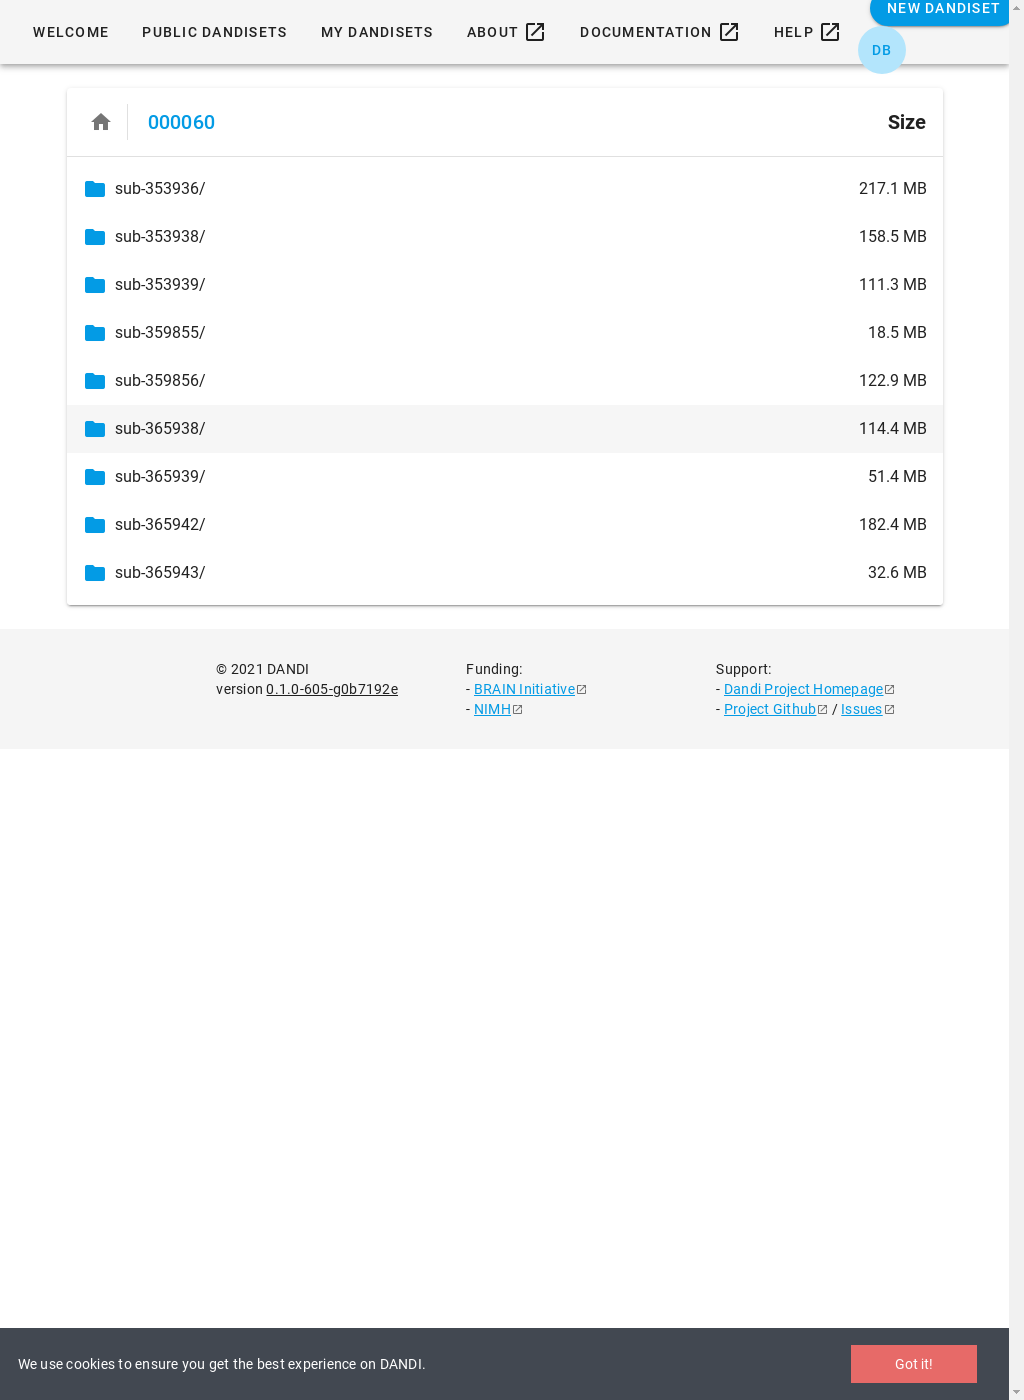 NEW DANDISET
WELCOME PUBLIC DANDISETS MY DANDISETS ABOUT DOCUMENTATION HELP
DB
000060 Size
sub-353936/ 217.1 MB
sub-353938/ 158.5 MB
sub-353939/ 111.3 MB
sub-359855/ 18.5 MB
sub-359856/ 122.9 MB
sub-365938/ 114.4 MB
sub-365939/ 51.4 MB
sub-365942/ 182.4 MB
sub-365943/ 32.6 MB
© 2021 DANDI
version 0.1.0-605-g0b7192e
Funding:
- BRAIN Initiative
- NIMH
Support:
- Dandi Project Homepage
- Project Github / Issues
We use cookies to ensure you get the best experience on DANDI.
Got it!